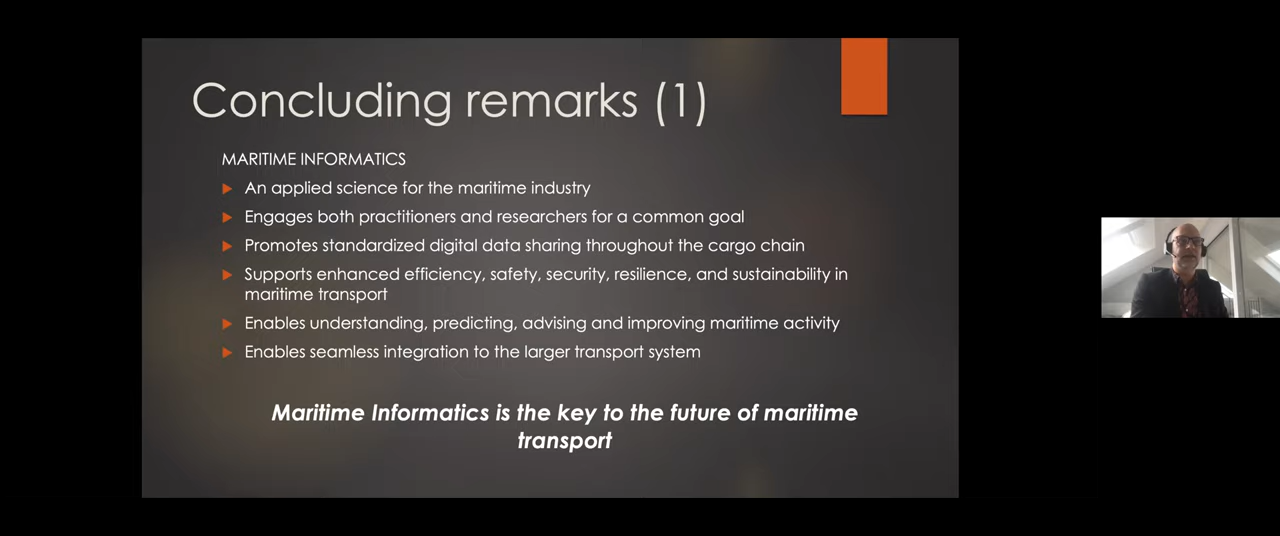 Concluding remarks (1)
MARITIME INFORMATICS
An applied science for the maritime industry
Engages both practitioners and researchers for a common goal
Promotes standardized digital data sharing throughout the cargo chain
Supports enhanced efficiency, safety, security, resilience, and sustainability in
maritime transport
Enables understanding, predicting, advising and improving maritime activity
Enables seamless integration to the larger transport system
Maritime Informatics is the key to the future of maritime
transport